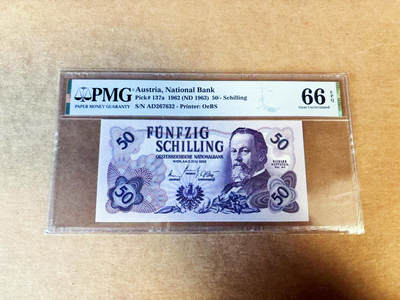 PMG
PAPER MONEY GUARANTY
Austria, National Bank
Pick# 137a 1962 (ND 1963) 50 - Schilling
S/N AD267632 - Printer: OeBS
66 EPQ
Gem Uncirculated
50
FÜNFZIG
SCHILLING
OESTERREICHISCHE NATIONALBANK
50
50
50